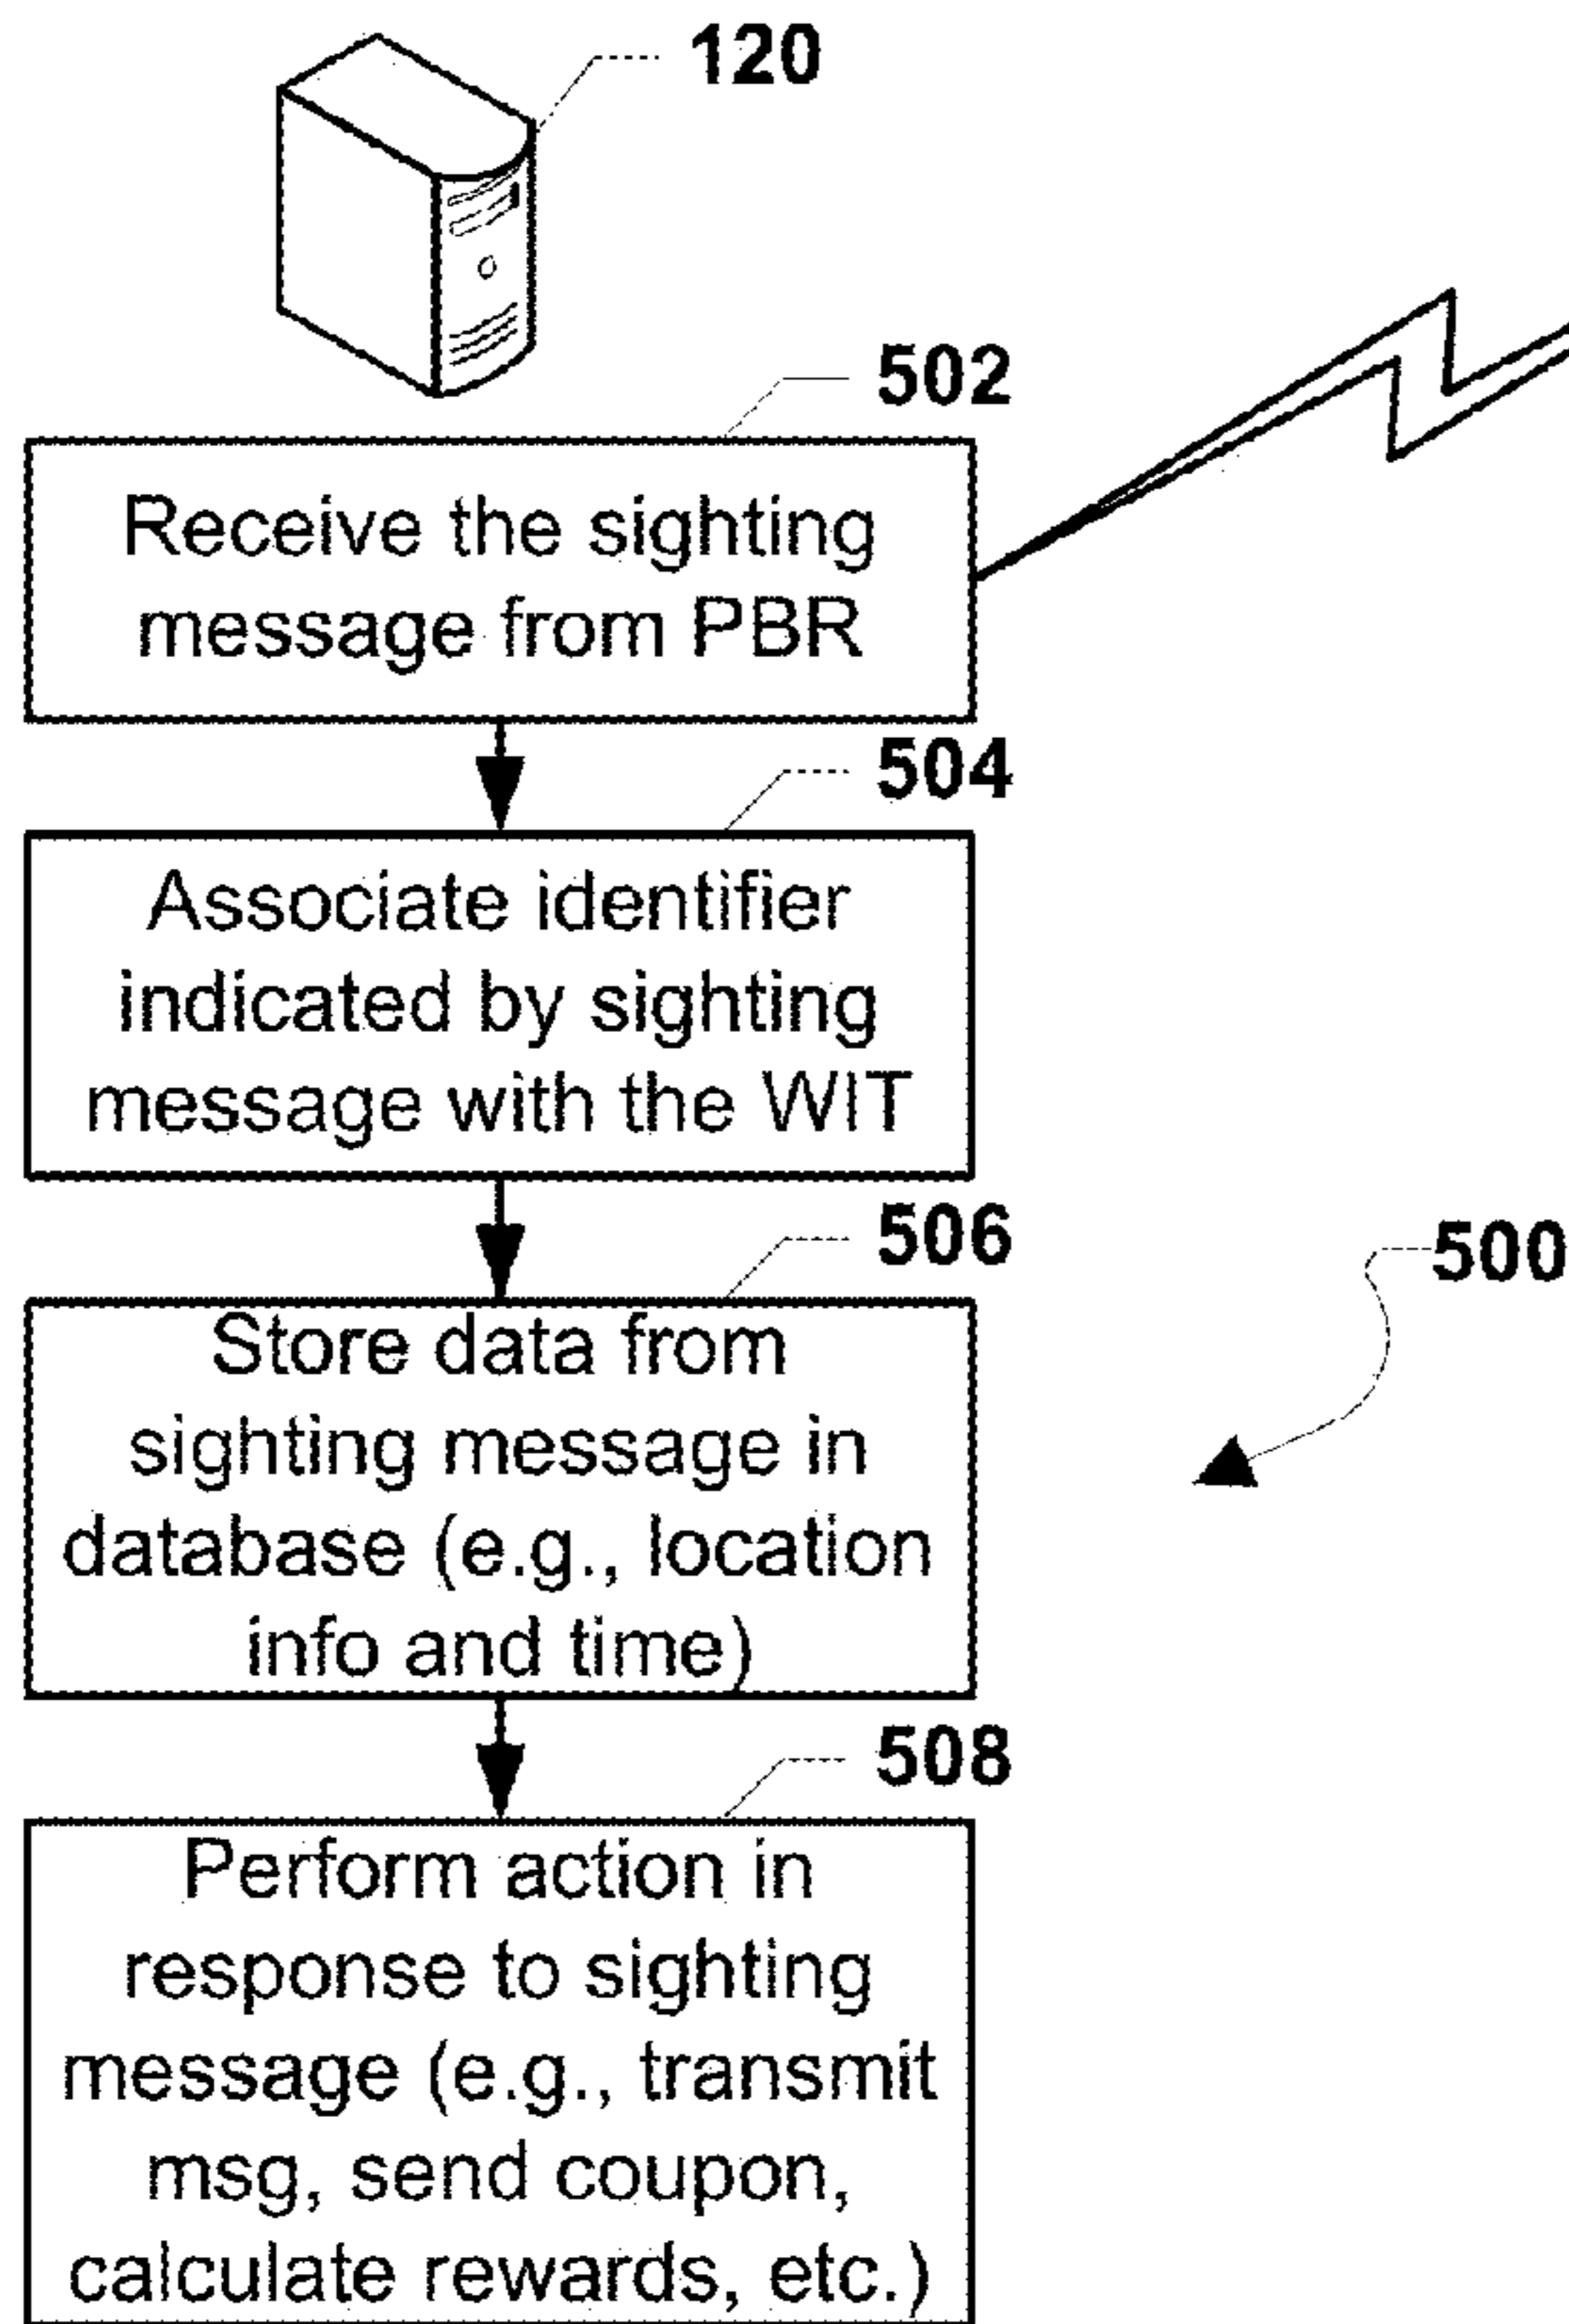 120
502
Receive the sighting
message from PBR
504
Associate identifier
indicated by sighting
message with the WIT
506
500
Store data from
sighting message in
database (e.g., location
info and time)
508
Perform action in
response to sighting
message (e.g., transmit
msg, send coupon,
calculate rewards, etc.)